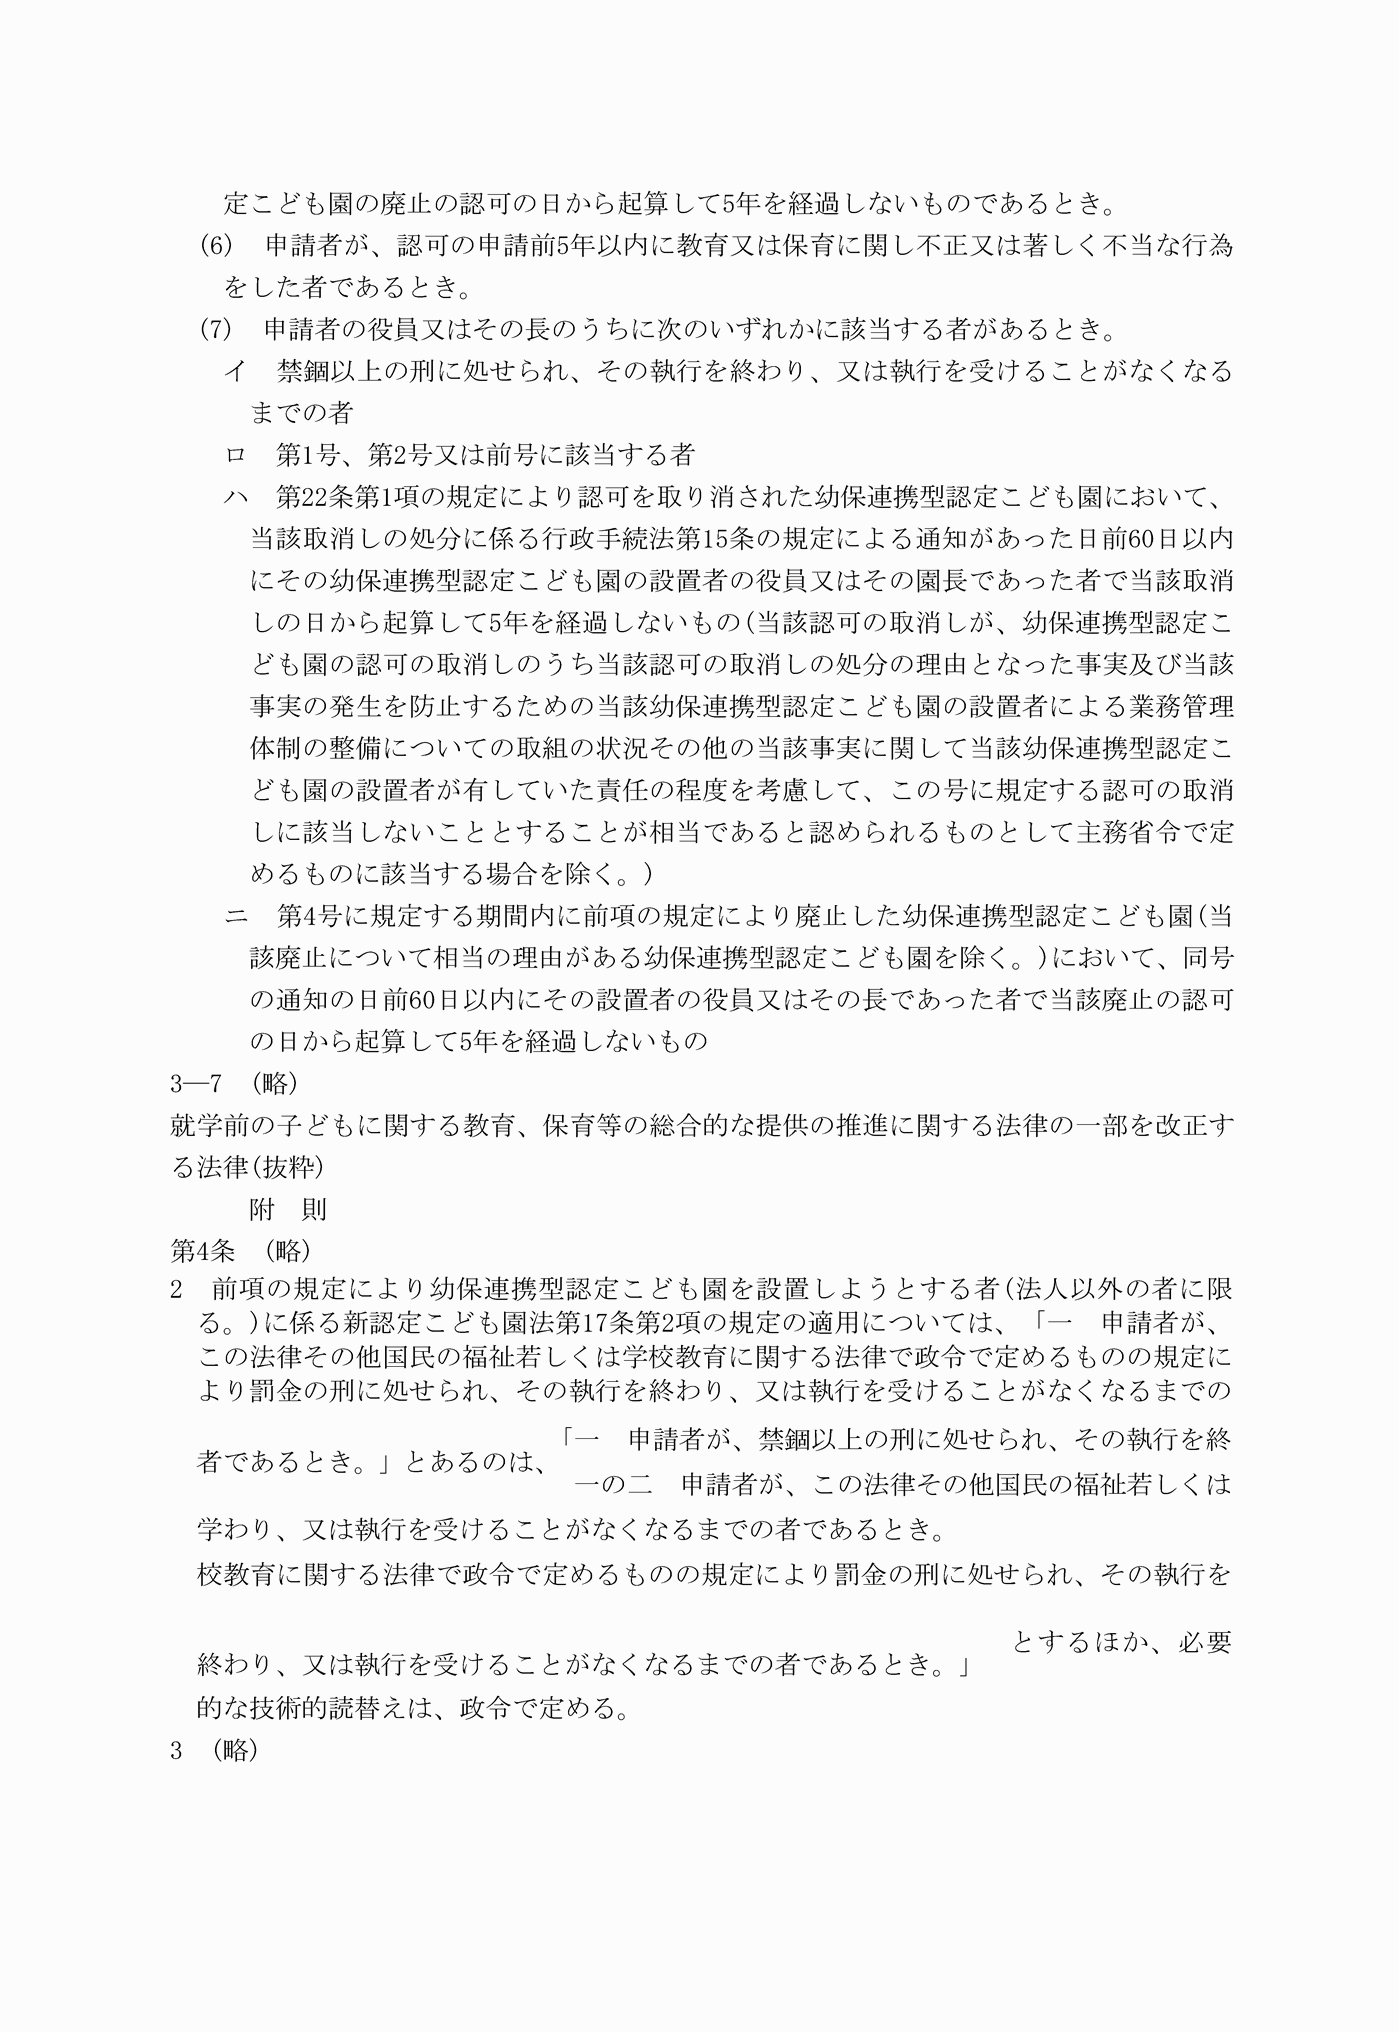 定こども園の廃止の認可の日から起算して5年を経過しないものであるとき。
(6)　申請者が、認可の申請前5年以内に教育又は保育に関し不正又は著しく不当な行為
をした者であるとき。
(7)　申請者の役員又はその長のうちに次のいずれかに該当する者があるとき。
イ　禁錮以上の刑に処せられ、その執行を終わり、又は執行を受けることがなくなる
までの者
ロ　第1号、第2号又は前号に該当する者
ハ　第22条第1項の規定により認可を取り消された幼保連携型認定こども園において、
当該取消しの処分に係る行政手続法第15条の規定による通知があった日前60日以内
にその幼保連携型認定こども園の設置者の役員又はその園長であった者で当該取消
しの日から起算して5年を経過しないもの(当該認可の取消しが、幼保連携型認定こ
ども園の認可の取消しのうち当該認可の取消しの処分の理由となった事実及び当該
事実の発生を防止するための当該幼保連携型認定こども園の設置者による業務管理
体制の整備についての取組の状況その他の当該事実に関して当該幼保連携型認定こ
ども園の設置者が有していた責任の程度を考慮して、この号に規定する認可の取消
しに該当しないこととすることが相当であると認められるものとして主務省令で定
めるものに該当する場合を除く。)
ニ　第4号に規定する期間内に前項の規定により廃止した幼保連携型認定こども園(当
該廃止について相当の理由がある幼保連携型認定こども園を除く。)において、同号
の通知の日前60日以内にその設置者の役員又はその長であった者で当該廃止の認可
の日から起算して5年を経過しないもの
3―7　(略)
就学前の子どもに関する教育、保育等の総合的な提供の推進に関する法律の一部を改正す
る法律(抜粋)
附　則
第4条　(略)
2　前項の規定により幼保連携型認定こども園を設置しようとする者(法人以外の者に限
る。)に係る新認定こども園法第17条第2項の規定の適用については、「一　申請者が、
この法律その他国民の福祉若しくは学校教育に関する法律で政令で定めるものの規定に
より罰金の刑に処せられ、その執行を終わり、又は執行を受けることがなくなるまでの
者であるとき。」とあるのは、
「一　申請者が、禁錮以上の刑に処せられ、その執行を終
一の二　申請者が、この法律その他国民の福祉若しくは
学わり、又は執行を受けることがなくなるまでの者であるとき。
校教育に関する法律で政令で定めるものの規定により罰金の刑に処せられ、その執行を
とするほか、必要
終わり、又は執行を受けることがなくなるまでの者であるとき。」
的な技術的読替えは、政令で定める。
3　(略)